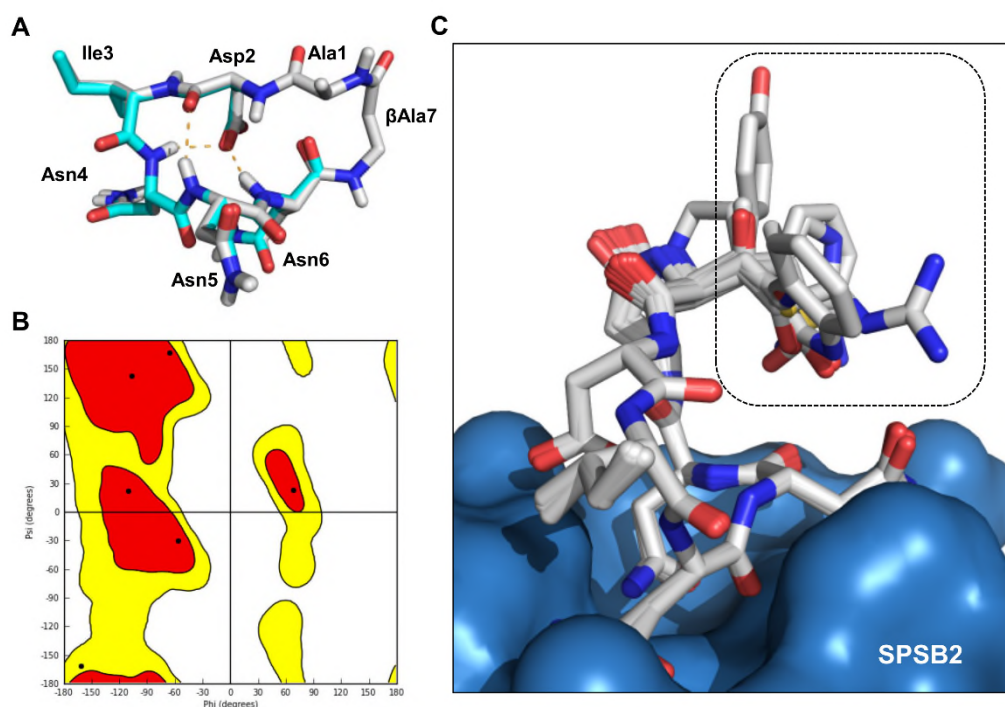 A
Ile3
Asp2
Ala1
βAla7
Asn4
Asn5
Asn6
B
180
150
120
90
60
30
0
-30
-60
-90
-120
-150
-180
Psi (degrees)
-180 -150 -120 -90 -60 -30 0 30 60 90 120 150 180
Phi (degrees)
C
SPSB2